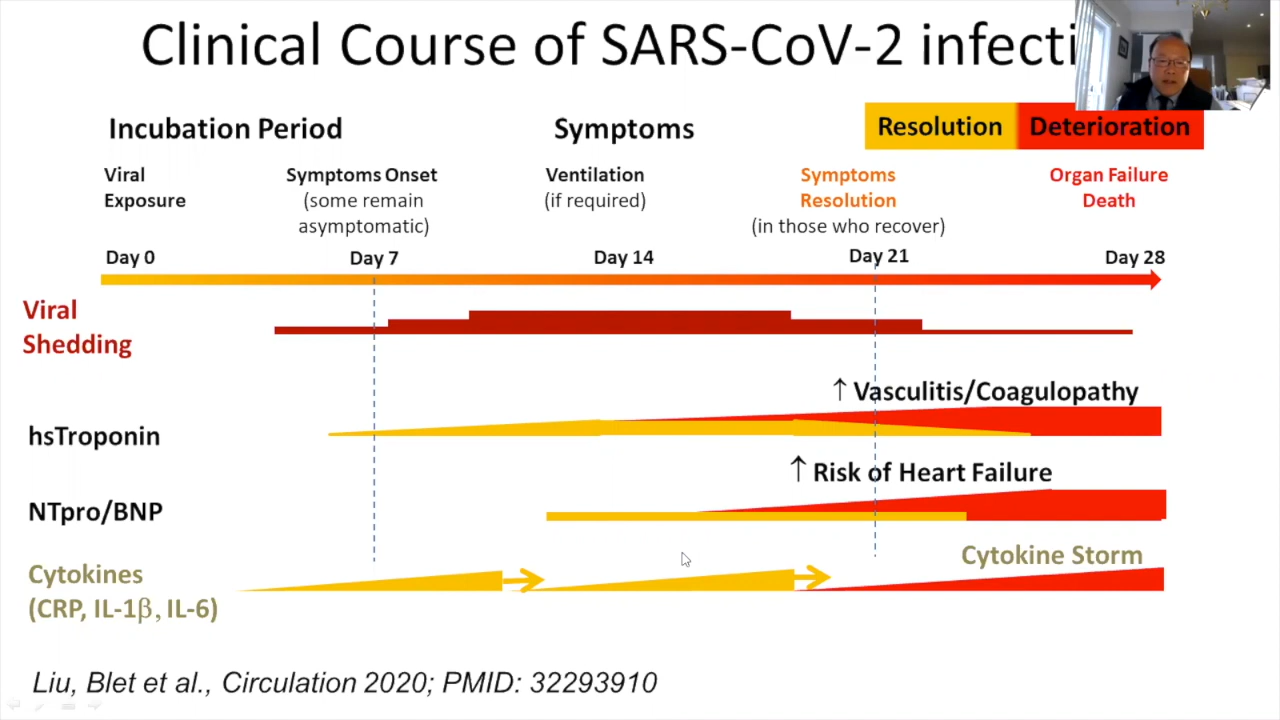 Clinical Course of SARS-CoV-2 infecti
Incubation Period
Symptoms
Resolution
Deterioration
Viral
Exposure
Symptoms Onset
(some remain
asymptomatic)
Ventilation
(if required)
Symptoms
Resolution
(in those who recover)
Organ Failure
Death
Day 0
Day 7
Day 14
Day 21
Day 28
Viral
Shedding
↑ Vasculitis/Coagulopathy
hsTroponin
↑ Risk of Heart Failure
NTpro/BNP
Cytokine Storm
Cytokines
(CRP, IL-1β, IL-6)
Liu, Blet et al., Circulation 2020; PMID: 32293910